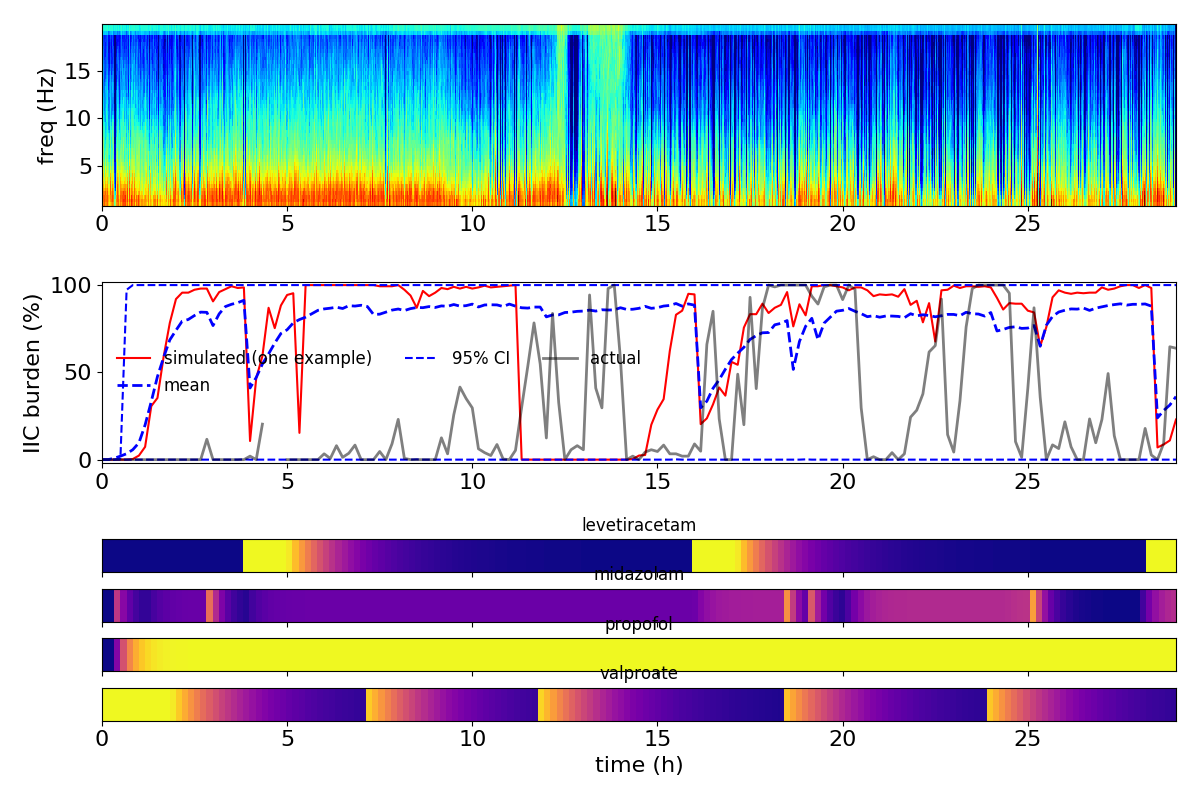 freq (Hz)
15
10
5
0 5 10 15 20 25
IIC burden (%)
100
50
0
simulated (one example) 95% CI actual
mean
0 5 10 15 20 25
levetiracetam
midazolam
propofol
valproate
0 5 10 15 20 25
time (h)